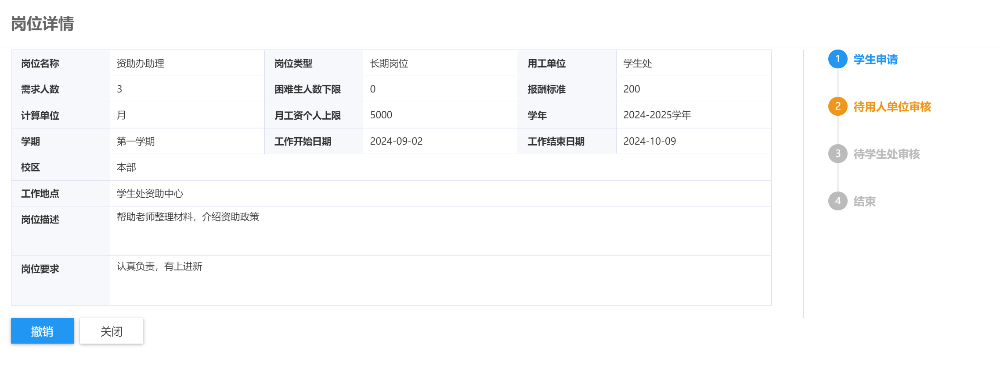 岗位详情
岗位名称 资助办助理 岗位类型 长期岗位 用工单位 学生处
需求人数 3 困难生人数下限 0 报酬标准 200
计算单位 月 月工资个人上限 5000 学年 2024-2025学年
学期 第一学期 工作开始日期 2024-09-02 工作结束日期 2024-10-09
校区 本部
工作地点 学生处资助中心
岗位描述 帮助老师整理材料，介绍资助政策
岗位要求 认真负责，有上进新
撤销 关闭
1 学生申请
2 待用人单位审核
3 待学生处审核
4 结束